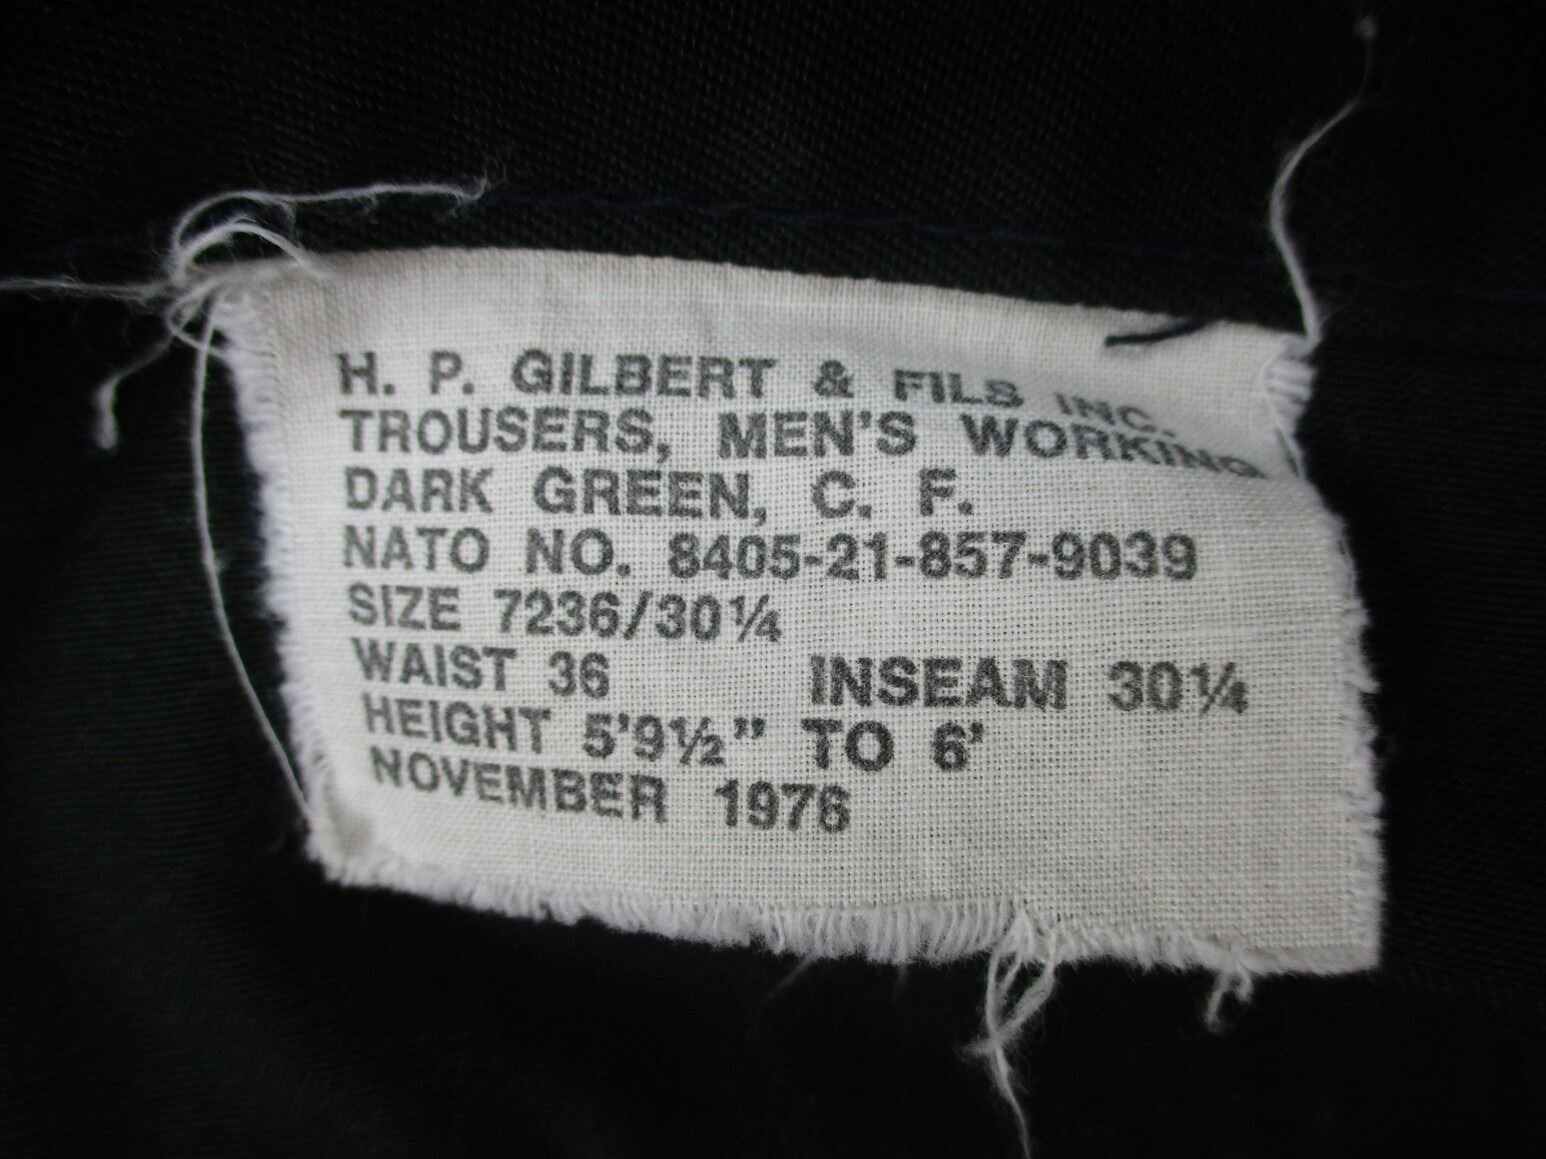 H. P. GILBERT & FILS INC.
TROUSERS, MEN'S WORKING
DARK GREEN, C. F.
NATO NO. 8405-21-857-9039
SIZE 7236/30¼
WAIST 36 INSEAM 30¼
HEIGHT 5'9½" TO 6'
NOVEMBER 1976